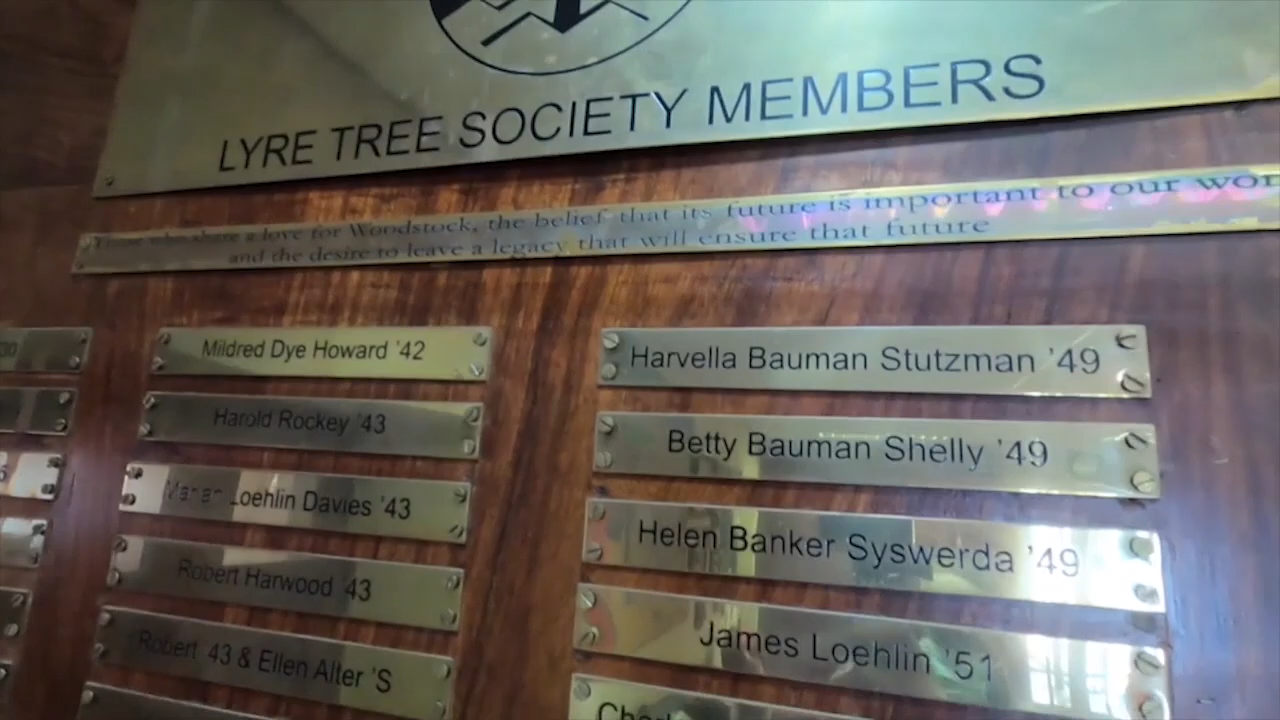 LYRE TREE SOCIETY MEMBERS
share a love for Woodstock, the belief that its future is important to our
and the desire to leave a legacy that will ensure that future
30
Mildred Dye Howard '42
Harold Rockey '43
Loehlin Davies '43
Robert Harwood '43
Robert '43 & Ellen Alter 'S
Harvella Bauman Stutzman '49
Betty Bauman Shelly '49
Helen Banker Syswerda '49
James Loehlin '51